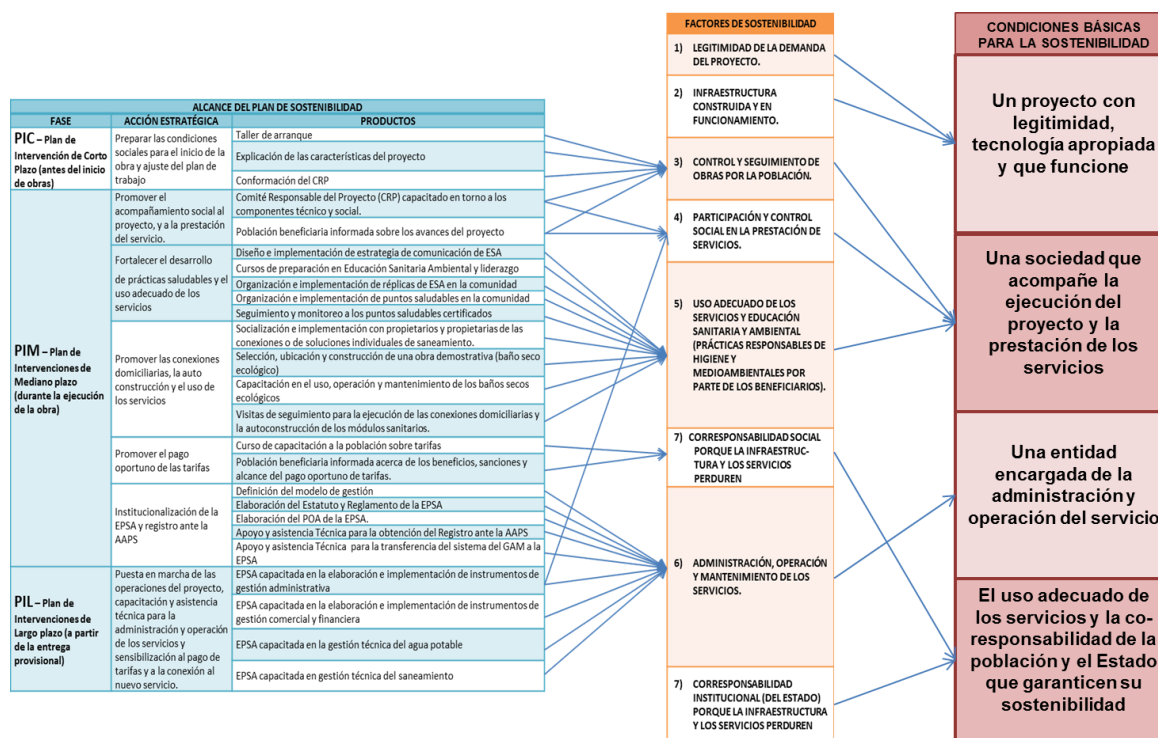 ALCANCE DEL PLAN DE SOSTENIBILIDAD
FASE
ACCIÓN ESTRATÉGICA
PRODUCTOS
PIC – Plan de
Intervención de Corto
Plazo (antes del inicio
de obras)
Preparar las condiciones
sociales para el inicio de la
obra y ajuste del plan de
trabajo
Taller de arranque
Explicación de las características del proyecto
Conformación del CRP
PIM – Plan de
Intervenciones de
Mediano plazo
(durante la ejecución
de la obra)
Promover el
acompañamiento social al
proyecto, y a la prestación
del servicio.
Comité Responsable del Proyecto (CRP) capacitado en torno a los
componentes técnico y social.
Población beneficiaria informada sobre los avances del proyecto
Fortalecer el desarrollo
de prácticas saludables y el
uso adecuado de los
servicios
Diseño e implementación de estrategia de comunicación de ESA
Cursos de preparación en Educación Sanitaria Ambiental y liderazgo
Organización e implementación de réplicas de ESA en la comunidad
Organización e implementación de puntos saludables en la comunidad
Seguimiento y monitoreo a los puntos saludables certificados
Promover las conexiones
domiciliarias, la auto
construcción y el uso de
los servicios
Socialización e implementación con propietarios y propietarias de las
conexiones o de soluciones individuales de saneamiento.
Selección, ubicación y construcción de una obra demostrativa (baño seco
ecológico)
Capacitación en el uso, operación y mantenimiento de los baños secos
ecológicos
Visitas de seguimiento para la ejecución de las conexiones domiciliarias y
la autoconstrucción de los módulos sanitarios.
Promover el pago
oportuno de las tarifas
Curso de capacitación a la población sobre tarifas
Población beneficiaria informada acerca de los beneficios, sanciones y
alcance del pago oportuno de tarifas.
Institucionalización de la
EPSA y registro ante la
AAPS
Definición del modelo de gestión
Elaboración del Estatuto y Reglamento de la EPSA
Elaboración del POA de la EPSA.
Apoyo y asistencia Técnica para la obtención del Registro ante la AAPS
Apoyo y asistencia Técnica para la transferencia del sistema del GAM a la
EPSA
PIL – Plan de
Intervenciones de
Largo plazo (a partir
de la entrega
provisional)
Puesta en marcha de las
operaciones del proyecto,
capacitación y asistencia
técnica para la
administración y operación
de los servicios y
sensibilización al pago de
tarifas y a la conexión al
nuevo servicio.
EPSA capacitada en la elaboración e implementación de instrumentos de
gestión administrativa
EPSA capacitada en la elaboración e implementación de instrumentos de
gestión comercial y financiera
EPSA capacitada en la gestión técnica del agua potable
EPSA capacitada en gestión técnica del saneamiento
FACTORES DE SOSTENIBILIDAD
1) LEGITIMIDAD DE LA DEMANDA
DEL PROYECTO.
2) INFRAESTRUCTURA
CONSTRUIDA Y EN
FUNCIONAMIENTO.
3) CONTROL Y SEGUIMIENTO DE
OBRAS POR LA POBLACIÓN.
4) PARTICIPACIÓN Y CONTROL
SOCIAL EN LA PRESTACIÓN DE
SERVICIOS.
5) USO ADECUADO DE LOS
SERVICIOS Y EDUCACIÓN
SANITARIA Y AMBIENTAL
(PRÁCTICAS RESPONSABLES DE
HIGIENE Y
MEDIOAMBIENTALES POR
PARTE DE LOS BENEFICIARIOS).
7) CORRESPONSABILIDAD SOCIAL
PORQUE LA INFRAESTRUC-
TURA Y LOS SERVICIOS
PERDUREN
6) ADMINISTRACIÓN, OPERACIÓN
Y MANTENIMIENTO DE LOS
SERVICIOS.
7) CORRESPONSABILIDAD
INSTITUCIONAL (DEL ESTADO)
PORQUE LA INFRAESTRUCTURA
Y LOS SERVICIOS PERDUREN
CONDICIONES BÁSICAS
PARA LA SOSTENIBILIDAD
Un proyecto con
legitimidad,
tecnología apropiada
y que funcione
Una sociedad que
acompañe la
ejecución del
proyecto y la
prestación de los
servicios
Una entidad
encargada de la
administración y
operación del servicio
El uso adecuado de
los servicios y la co-
responsabilidad de la
población y el Estado
que garanticen su
sostenibilidad